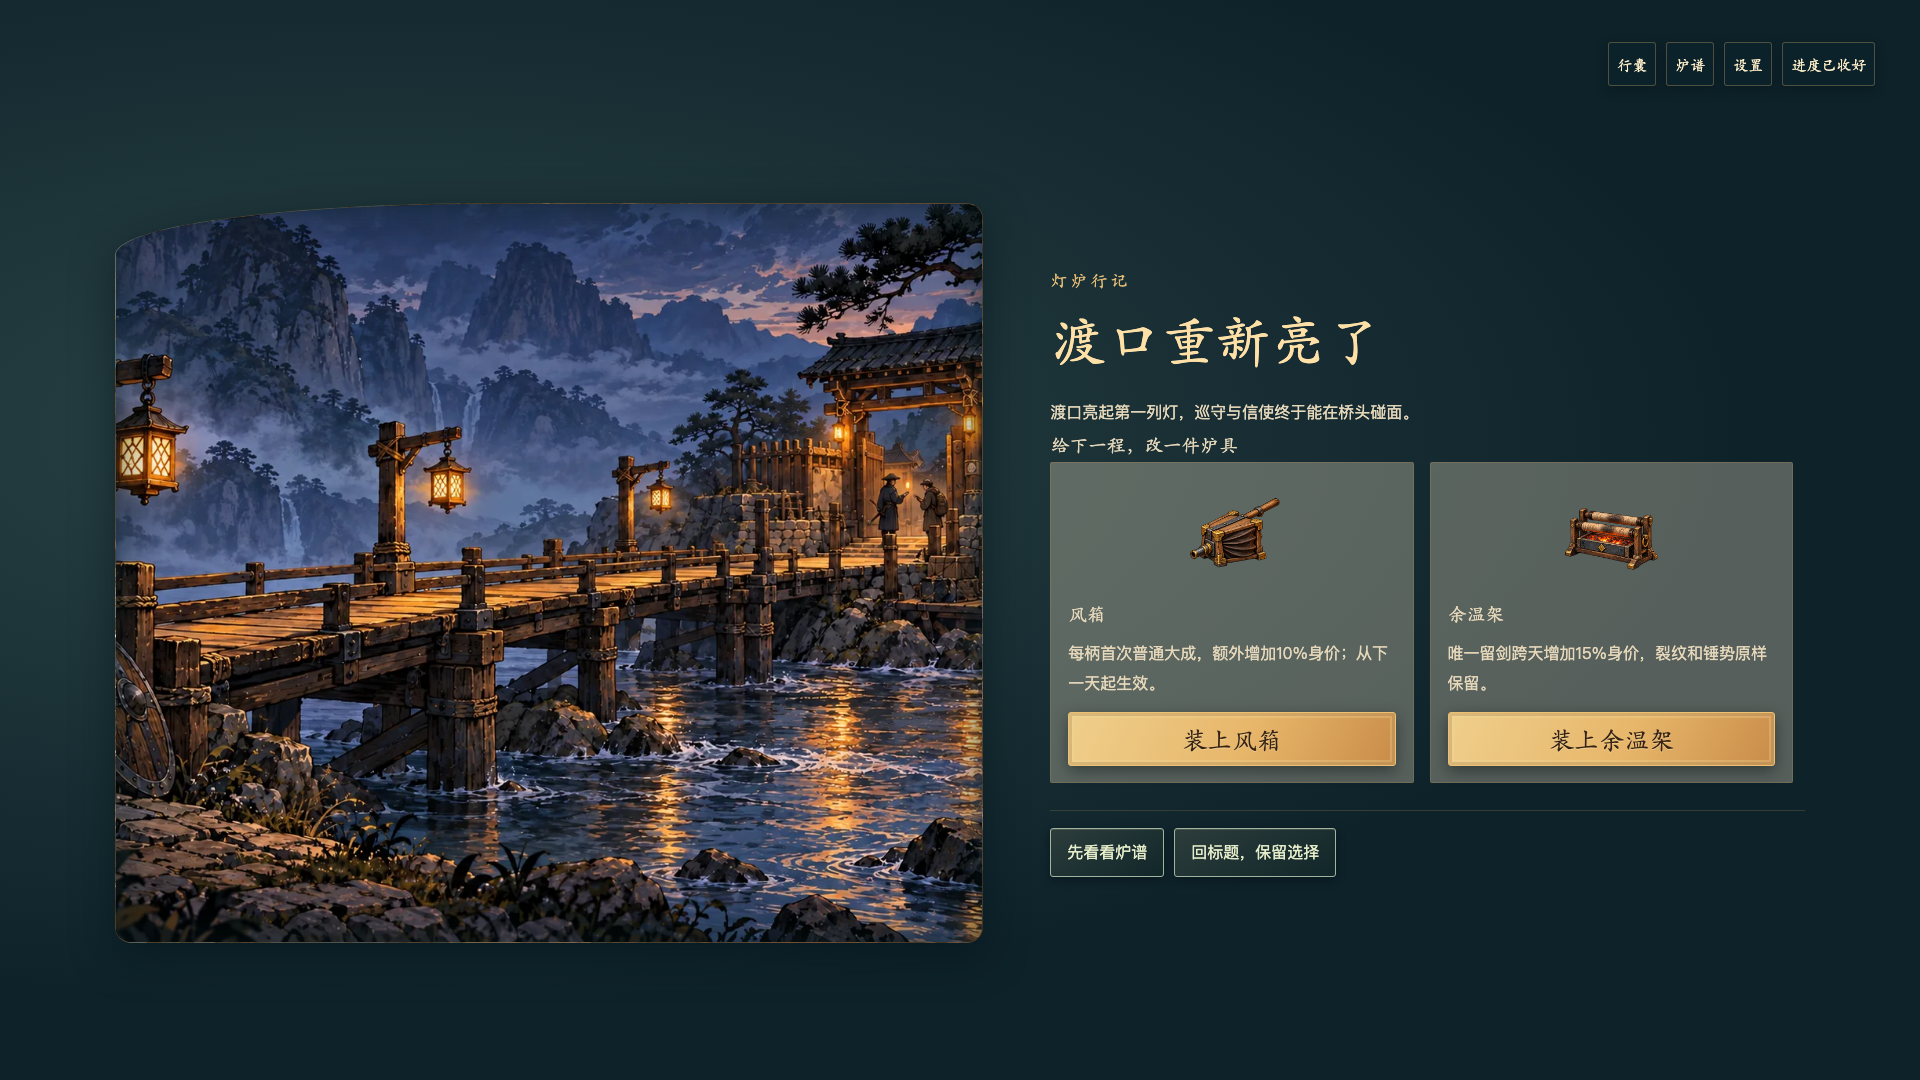 行囊
炉谱
设置
进度已收好
灯炉行记
渡口重新亮了
渡口亮起第一列灯，巡守与信使终于能在桥头碰面。
给下一程，改一件炉具
风箱
每柄首次普通大成，额外增加10%身价；从下
一天起生效。
装上风箱
余温架
唯一留剑跨天增加15%身价，裂纹和锤势原样
保留。
装上余温架
先看看炉谱
回标题，保留选择